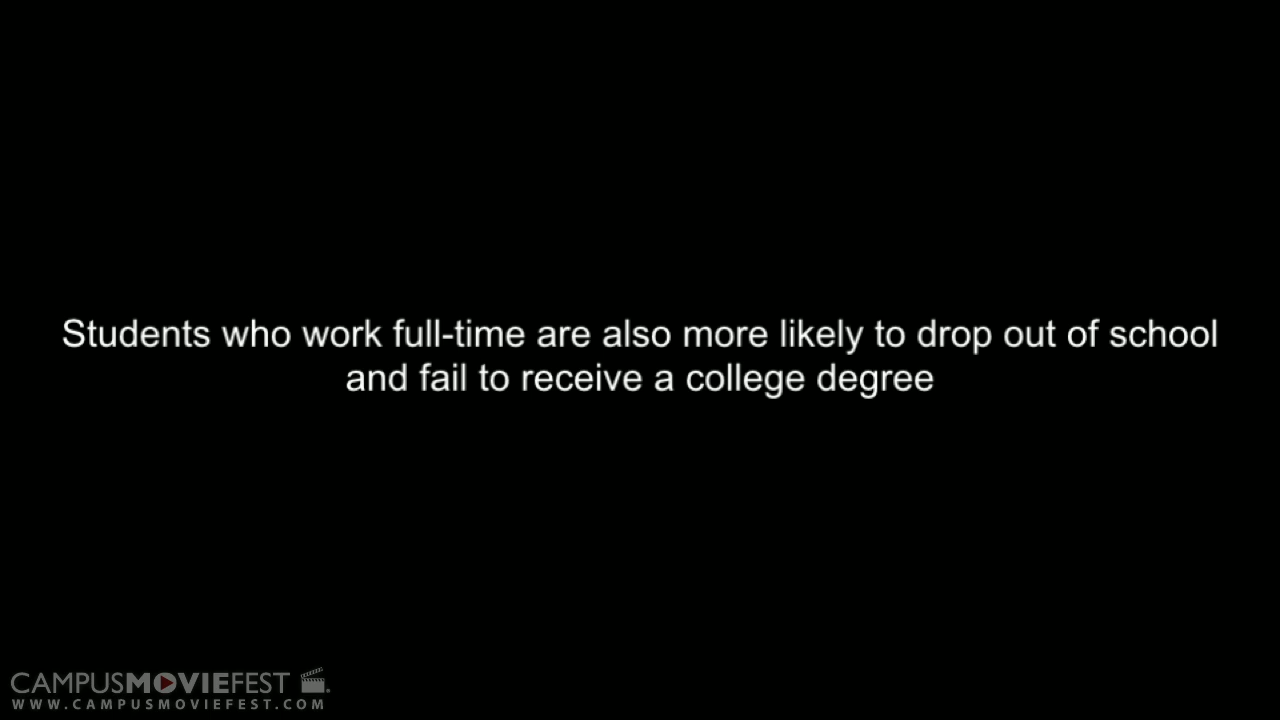 Students who work full-time are also more likely to drop out of school
and fail to receive a college degree
CAMPUSMOVIEFEST
WWW.CAMPUSMOVIEFEST.COM